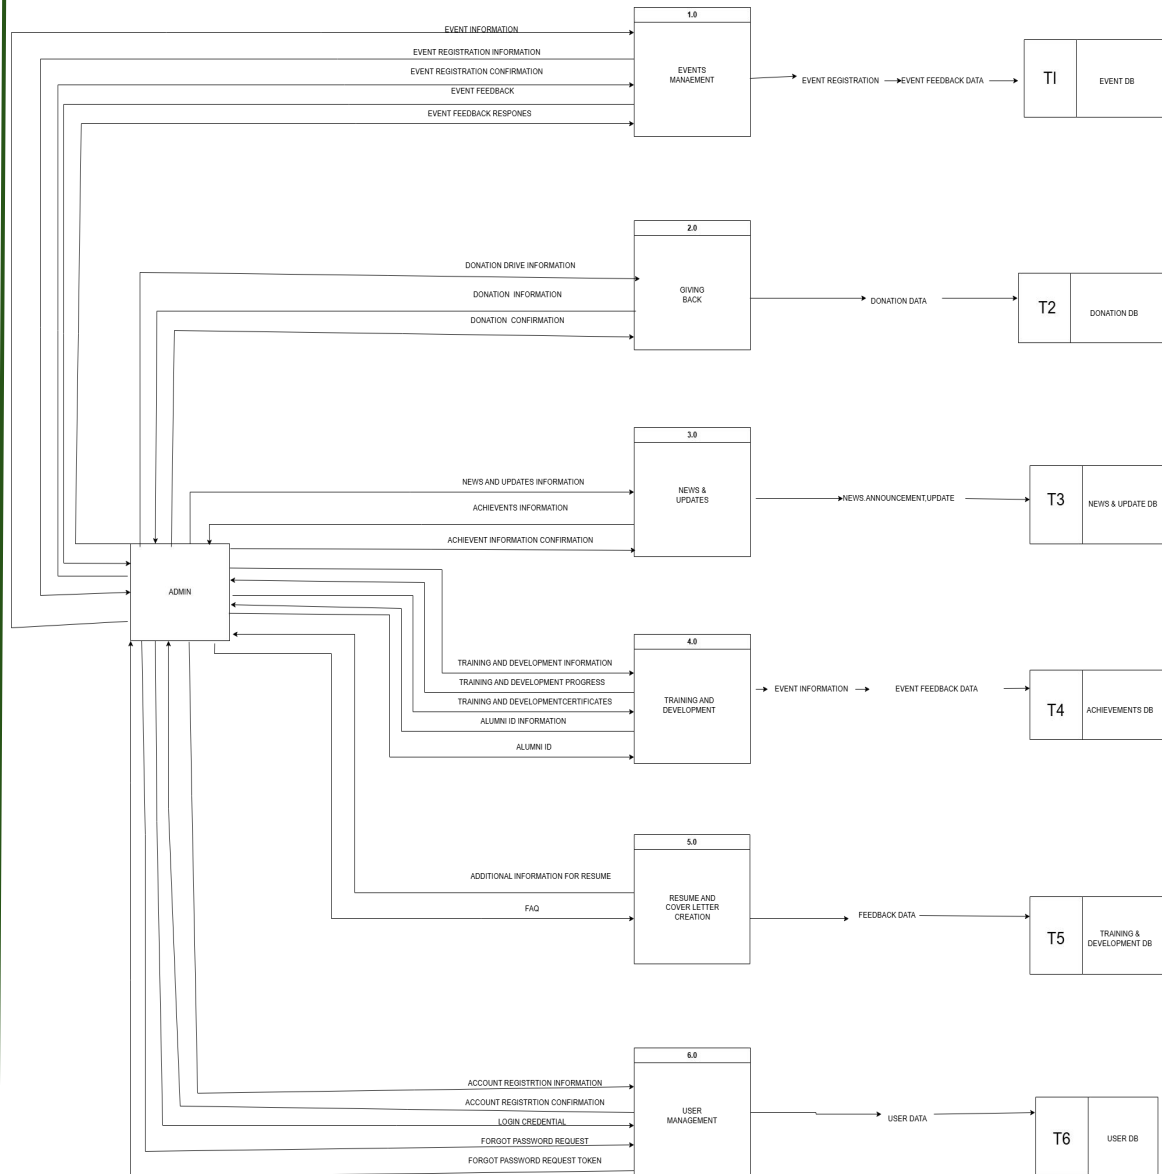 1.0
EVENT INFORMATION
EVENT REGISTRATION INFORMATION
EVENT REGISTRATION CONFIRMATION
EVENT FEEDBACK
EVENT FEEDBACK RESPONES
EVENTS
MANAEMENT
EVENT REGISTRATION
EVENT FEEDBACK DATA
T1
EVENT DB
2.0
DONATION DRIVE INFORMATION
DONATION INFORMATION
DONATION CONFIRMATION
GIVING
BACK
DONATION DATA
T2
DONATION DB
3.0
NEWS AND UPDATES INFORMATION
ACHIEVENTS INFORMATION
ACHIEVENT INFORMATION CONFIRMATION
NEWS &
UPDATES
NEWS.ANNOUNCEMENT,UPDATE
T3
NEWS & UPDATE DB
ADMIN
4.0
TRAINING AND DEVELOPMENT INFORMATION
TRAINING AND DEVELOPMENT PROGRESS
TRAINING AND DEVELOPMENTCERTIFICATES
ALUMNI ID INFORMATION
ALUMNI ID
TRAINING AND
DEVELOPMENT
EVENT INFORMATION
EVENT FEEDBACK DATA
T4
ACHIEVEMENTS DB
5.0
ADDITIONAL INFORMATION FOR RESUME
FAQ
RESUME AND
COVER LETTER
CREATION
FEEDBACK DATA
T5
TRAINING &
DEVELOPMENT DB
6.0
ACCOUNT REGISTRTION INFORMATION
ACCOUNT REGISTRTION CONFIRMATION
LOGIN CREDENTIAL
FORGOT PASSWORD REQUEST
FORGOT PASSWORD REQUEST TOKEN
USER
MANAGEMENT
USER DATA
T6
USER DB